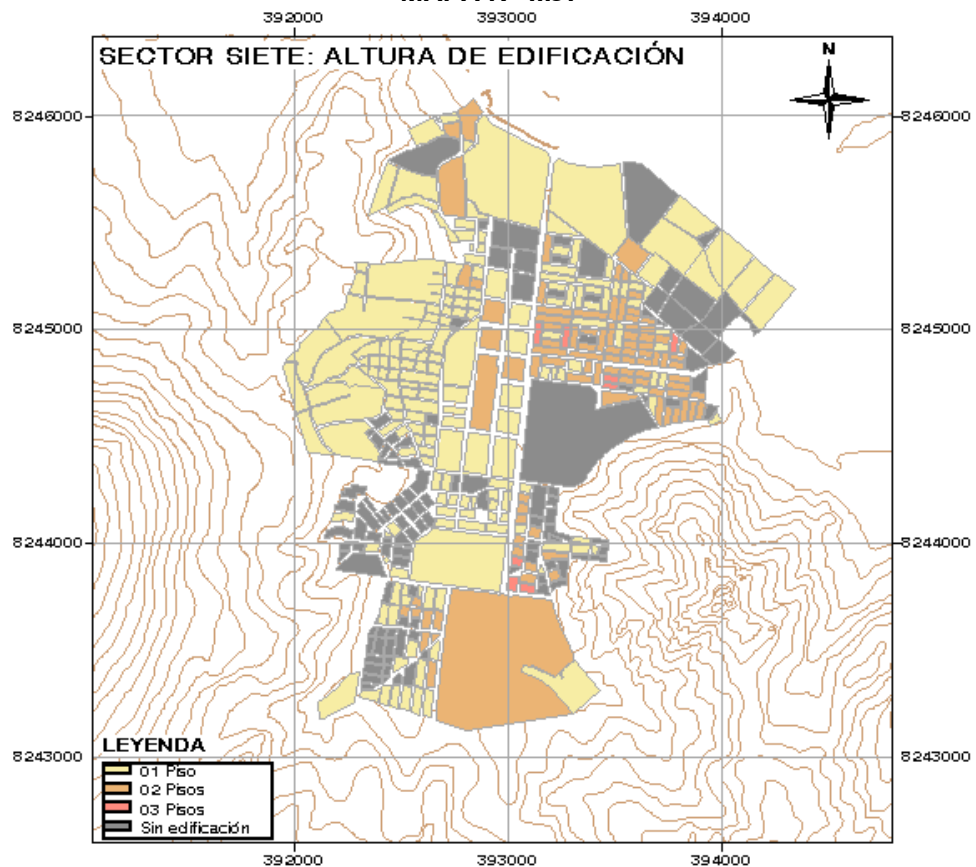 392000 393000 394000
SECTOR SIETE: ALTURA DE EDIFICACIÓN
N
8246000 8246000
8245000 8245000
8244000 8244000
8243000 8243000
LEYENDA
01 Piso
02 Pisos
03 Pisos
Sin edificación
392000 393000 394000